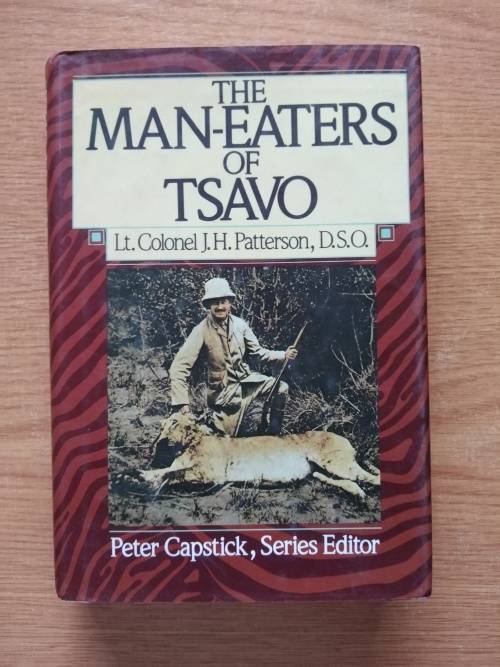 THE
MAN-EATERS
OF
TSAVO
Lt. Colonel J.H. Patterson, D.S.O.
Peter Capstick, Series Editor